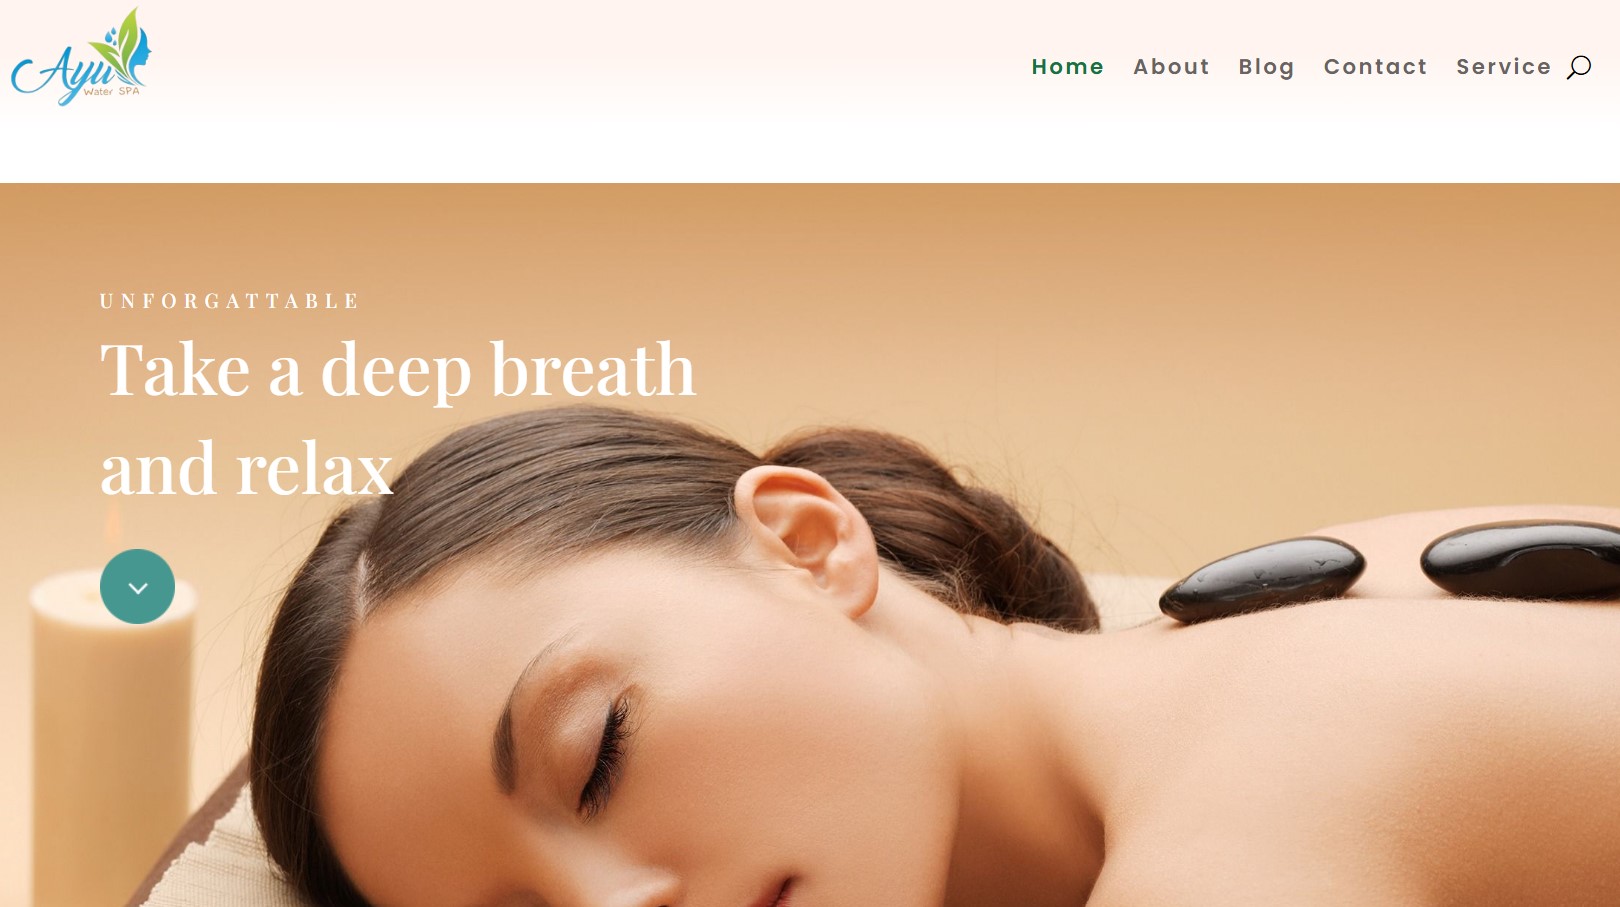 Ayu
Water SPA
Home About Blog Contact Service
UNFORGATTABLE
Take a deep breath
and relax